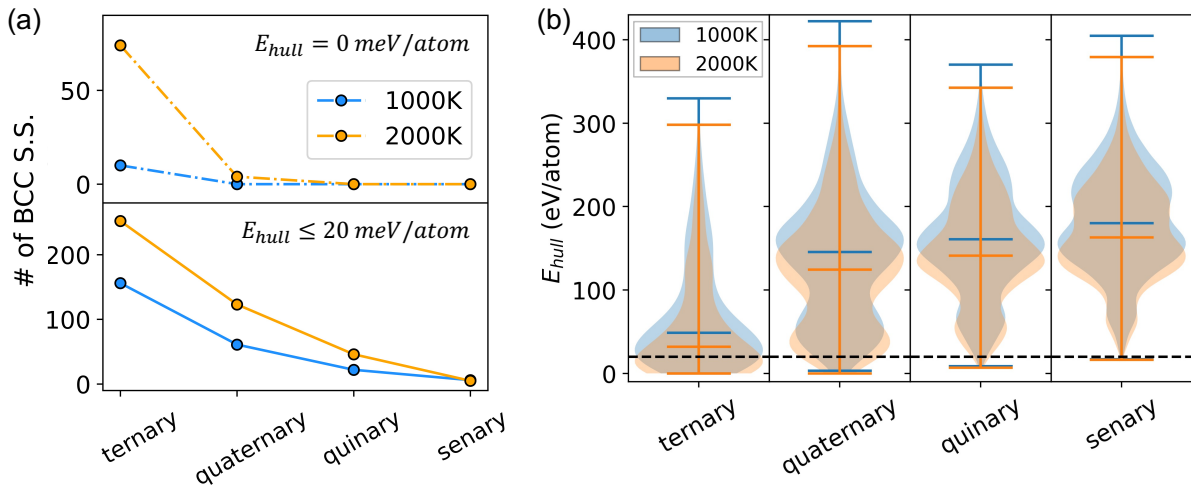 (a)
# of BCC S.S.
50
0
E_hull = 0 meV/atom
1000K
2000K
200
100
0
E_hull ≤ 20 meV/atom
ternary
quaternary
quinary
senary
(b)
E_hull (eV/atom)
400
300
200
100
0
1000K
2000K
ternary
quaternary
quinary
senary